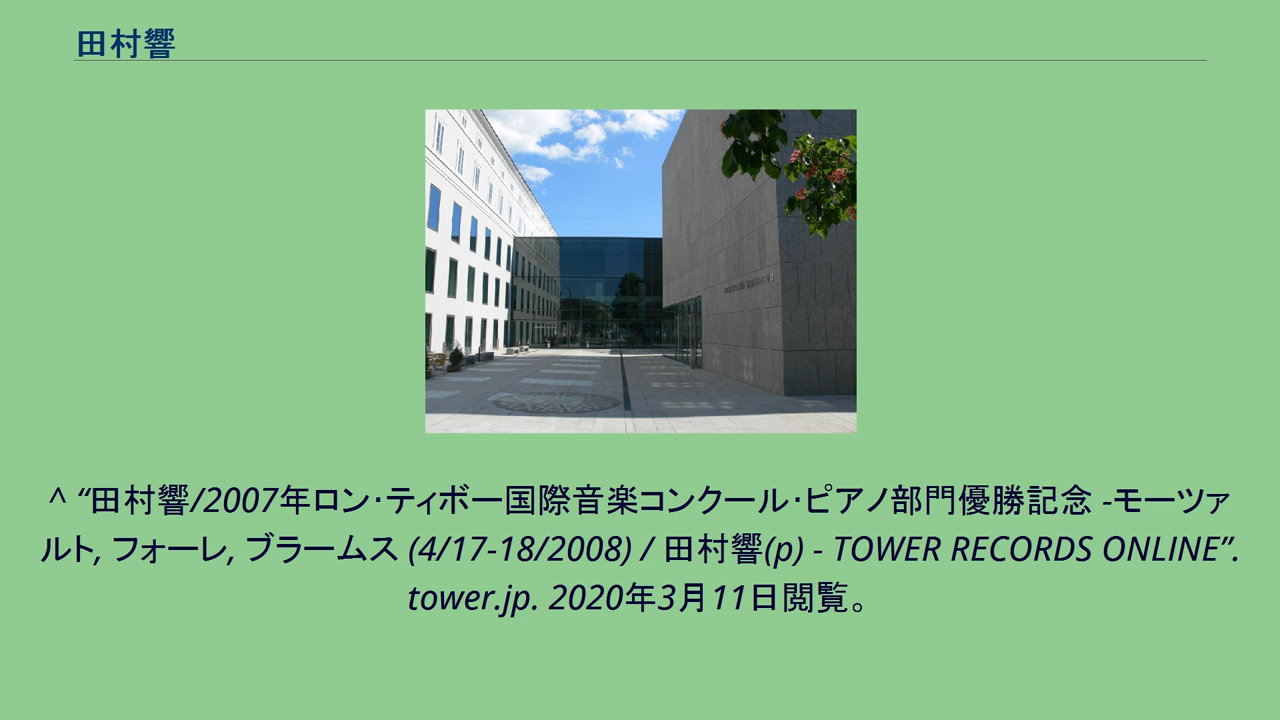 田村響
^ “田村響/2007年ロン・ティボー国際音楽コンクール・ピアノ部門優勝記念 -モーツァ
ルト, フォーレ, ブラームス (4/17-18/2008) / 田村響(p) - TOWER RECORDS ONLINE”.
tower.jp. 2020年3月11日閲覧。